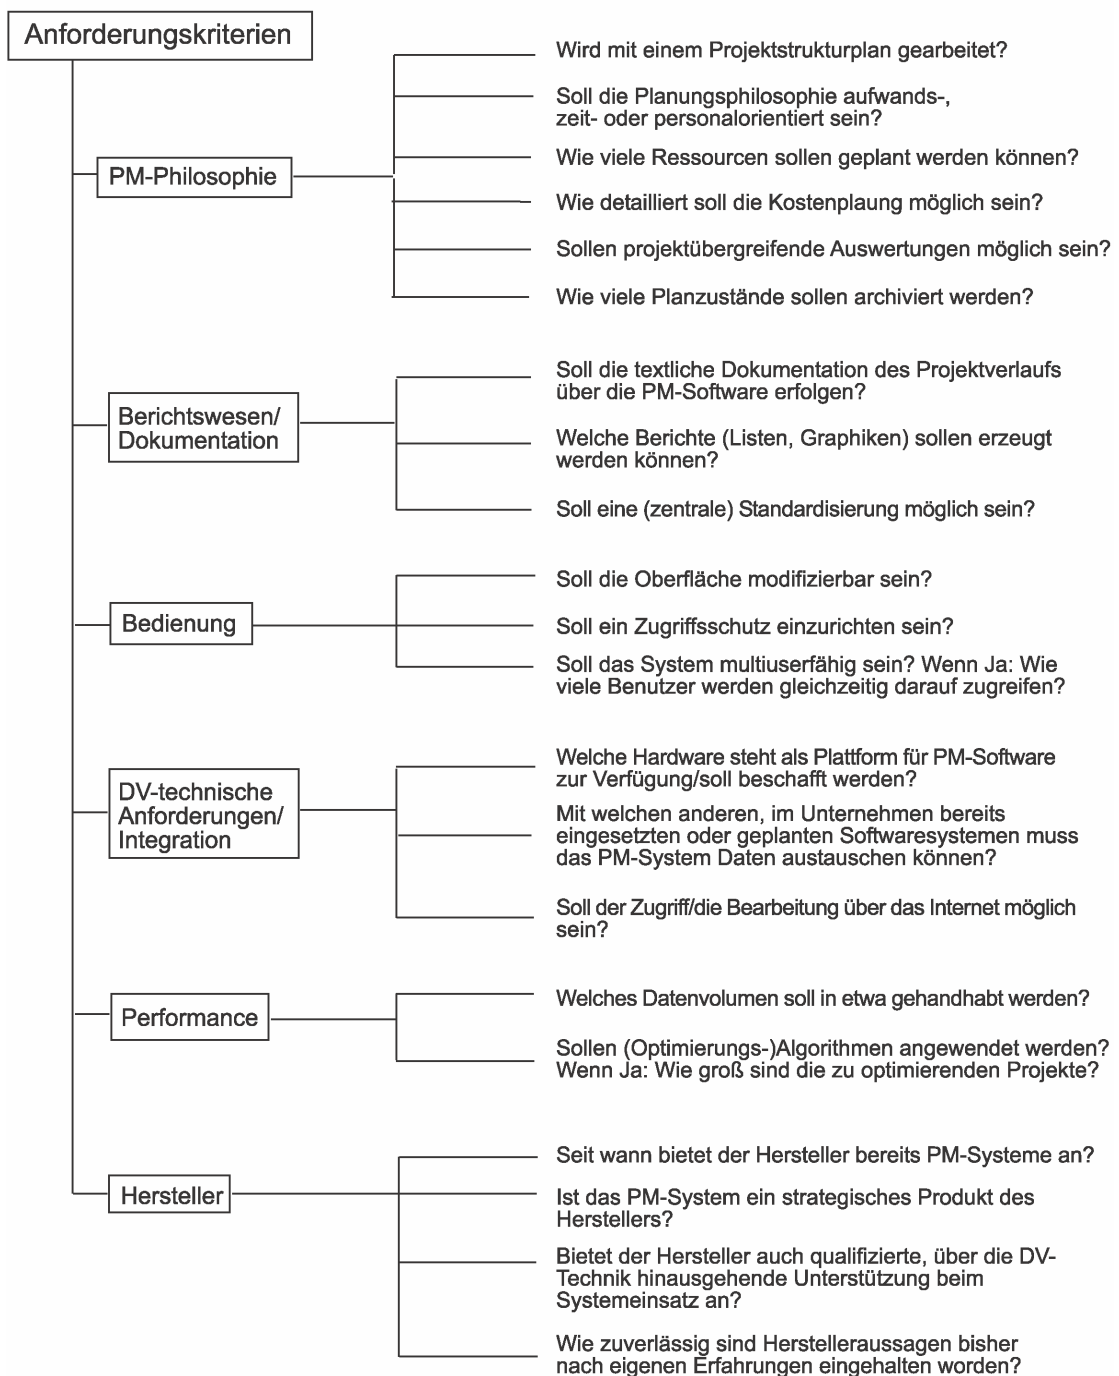 Anforderungskriterien
Wird mit einem Projektstrukturplan gearbeitet?
Soll die Planungsphilosophie aufwands-,
zeit- oder personalorientiert sein?
PM-Philosophie
Wie viele Ressourcen sollen geplant werden können?
Wie detailliert soll die Kostenplaung möglich sein?
Sollen projektübergreifende Auswertungen möglich sein?
Wie viele Planzustände sollen archiviert werden?
Berichtswesen/
Dokumentation
Soll die textliche Dokumentation des Projektverlaufs
über die PM-Software erfolgen?
Welche Berichte (Listen, Graphiken) sollen erzeugt
werden können?
Soll eine (zentrale) Standardisierung möglich sein?
Bedienung
Soll die Oberfläche modifizierbar sein?
Soll ein Zugriffsschutz einzurichten sein?
Soll das System multiuserfähig sein? Wenn Ja: Wie
viele Benutzer werden gleichzeitig darauf zugreifen?
DV-technische
Anforderungen/
Integration
Welche Hardware steht als Plattform für PM-Software
zur Verfügung/soll beschafft werden?
Mit welchen anderen, im Unternehmen bereits
eingesetzten oder geplanten Softwaresystemen muss
das PM-System Daten austauschen können?
Soll der Zugriff/die Bearbeitung über das Internet möglich
sein?
Performance
Welches Datenvolumen soll in etwa gehandhabt werden?
Sollen (Optimierungs-)Algorithmen angewendet werden?
Wenn Ja: Wie groß sind die zu optimierenden Projekte?
Hersteller
Seit wann bietet der Hersteller bereits PM-Systeme an?
Ist das PM-System ein strategisches Produkt des
Herstellers?
Bietet der Hersteller auch qualifizierte, über die DV-
Technik hinausgehende Unterstützung beim
Systemeinsatz an?
Wie zuverlässig sind Herstelleraussagen bisher
nach eigenen Erfahrungen eingehalten worden?